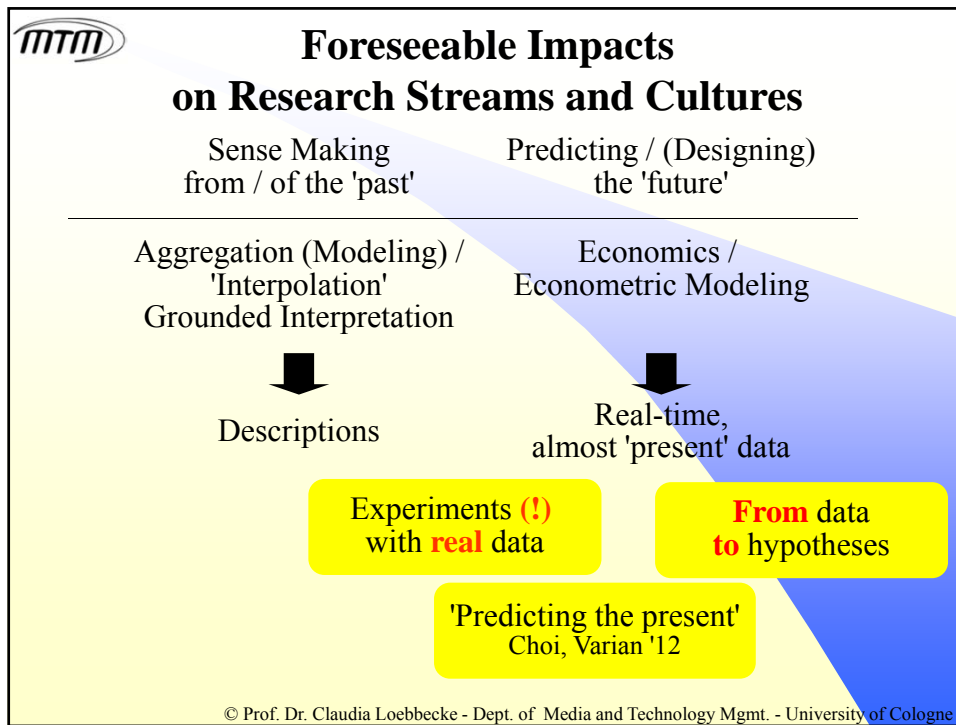 mtm
Foreseeable Impacts
on Research Streams and Cultures
Sense Making
from / of the 'past'
Predicting / (Designing)
the 'future'
Aggregation (Modeling) /
'Interpolation'
Grounded Interpretation
Economics /
Econometric Modeling
Descriptions
Real-time,
almost 'present' data
Experiments (!)
with real data
From data
to hypotheses
'Predicting the present'
Choi, Varian '12
© Prof. Dr. Claudia Loebbecke - Dept. of Media and Technology Mgmt. - University of Cologne